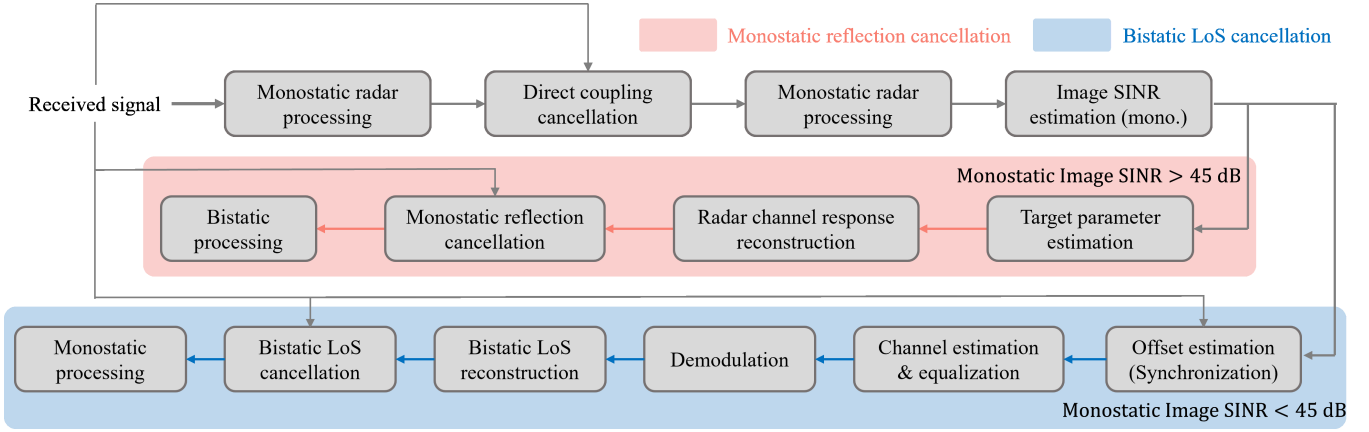 Monostatic reflection cancellation
Bistatic LoS cancellation
Received signal
Monostatic radar
processing
Direct coupling
cancellation
Monostatic radar
processing
Image SINR
estimation (mono.)
Monostatic Image SINR > 45 dB
Bistatic
processing
Monostatic reflection
cancellation
Radar channel response
reconstruction
Target parameter
estimation
Monostatic
processing
Bistatic LoS
cancellation
Bistatic LoS
reconstruction
Demodulation
Channel estimation
& equalization
Offset estimation
(Synchronization)
Monostatic Image SINR < 45 dB